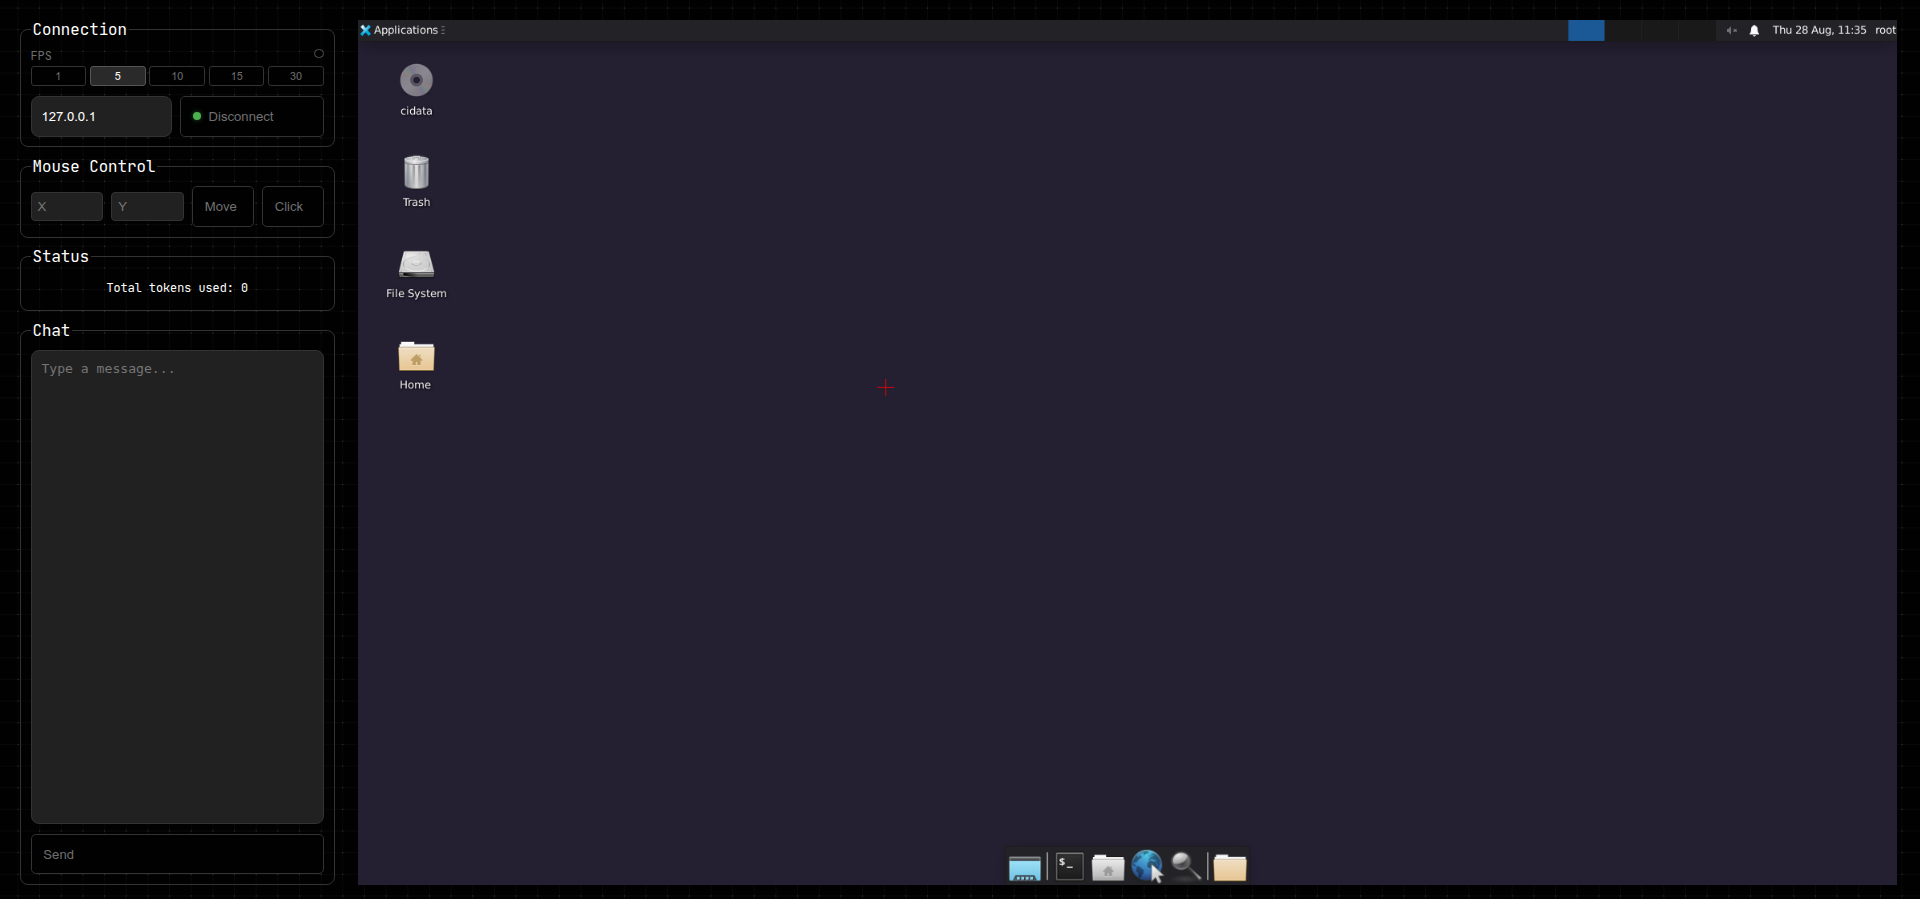 Connection
FPS
1 5 10 15 30
127.0.0.1 Disconnect
Mouse Control
X Y Move Click
Status
Total tokens used: 0
Chat
Type a message...
Send
Applications
Thu 28 Aug, 11:35 root
cidata
Trash
File System
Home
$_